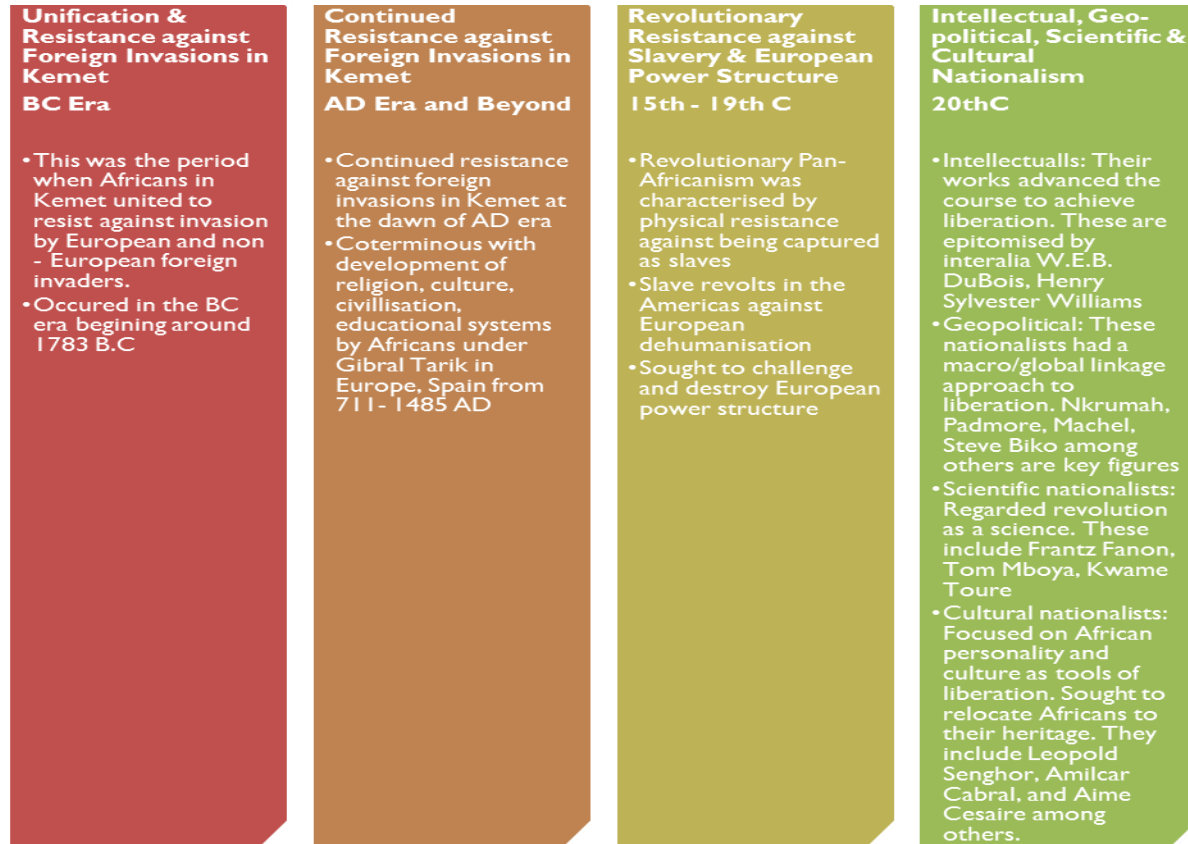 Unification &
Resistance against
Foreign Invasions in
Kemet
BC Era
•This was the period
when Africans in
Kemet united to
resist against invasion
by European and non
- European foreign
invaders.
•Occured in the BC
era begining around
1783 B.C
Continued
Resistance against
Foreign Invasions in
Kemet
AD Era and Beyond
•Continued resistance
against foreign
invasions in Kemet at
the dawn of AD era
•Coterminous with
development of
religion, culture,
civillisation,
educational systems
by Africans under
Gibral Tarik in
Europe, Spain from
711- 1485 AD
Revolutionary
Resistance against
Slavery & European
Power Structure
15th - 19th C
•Revolutionary Pan-
Africanism was
characterised by
physical resistance
against being captured
as slaves
•Slave revolts in the
Americas against
European
dehumanisation
•Sought to challenge
and destroy European
power structure
Intellectual, Geo-
political, Scientific &
Cultural
Nationalism
20thC
•Intellectualls: Their
works advanced the
course to achieve
liberation. These are
epitomised by
interalia W.E.B.
DuBois, Henry
Sylvester Williams
•Geopolitical: These
nationalists had a
macro/global linkage
approach to
liberation. Nkrumah,
Padmore, Machel,
Steve Biko among
others are key figures
•Scientific nationalists:
Regarded revolution
as a science. These
include Frantz Fanon,
Tom Mboya, Kwame
Toure
•Cultural nationalists:
Focused on African
personality and
culture as tools of
liberation. Sought to
relocate Africans to
their heritage. They
include Leopold
Senghor, Amilcar
Cabral, and Aime
Cesaire among
others.